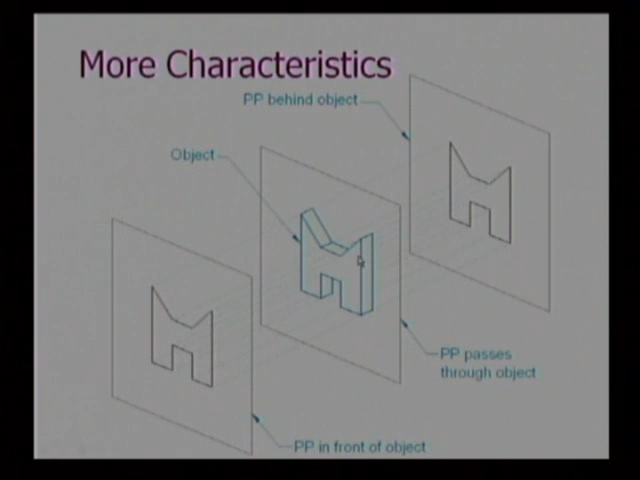 More Characteristics
PP behind object
Object
PP passes
through object
PP in front of object